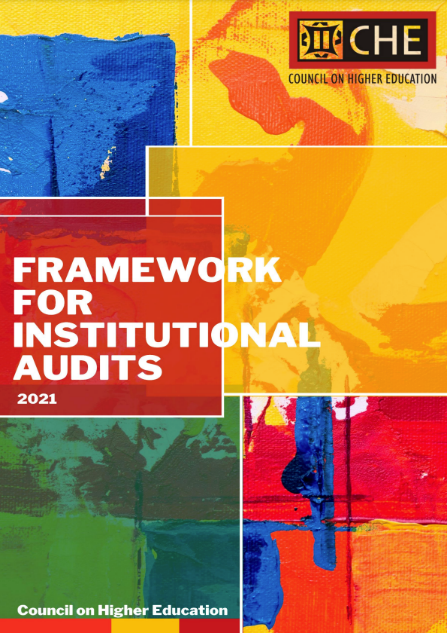 CHE
COUNCIL ON HIGHER EDUCATION
FRAMEWORK
FOR
INSTITUTIONAL
AUDITS
2021
Council on Higher Education